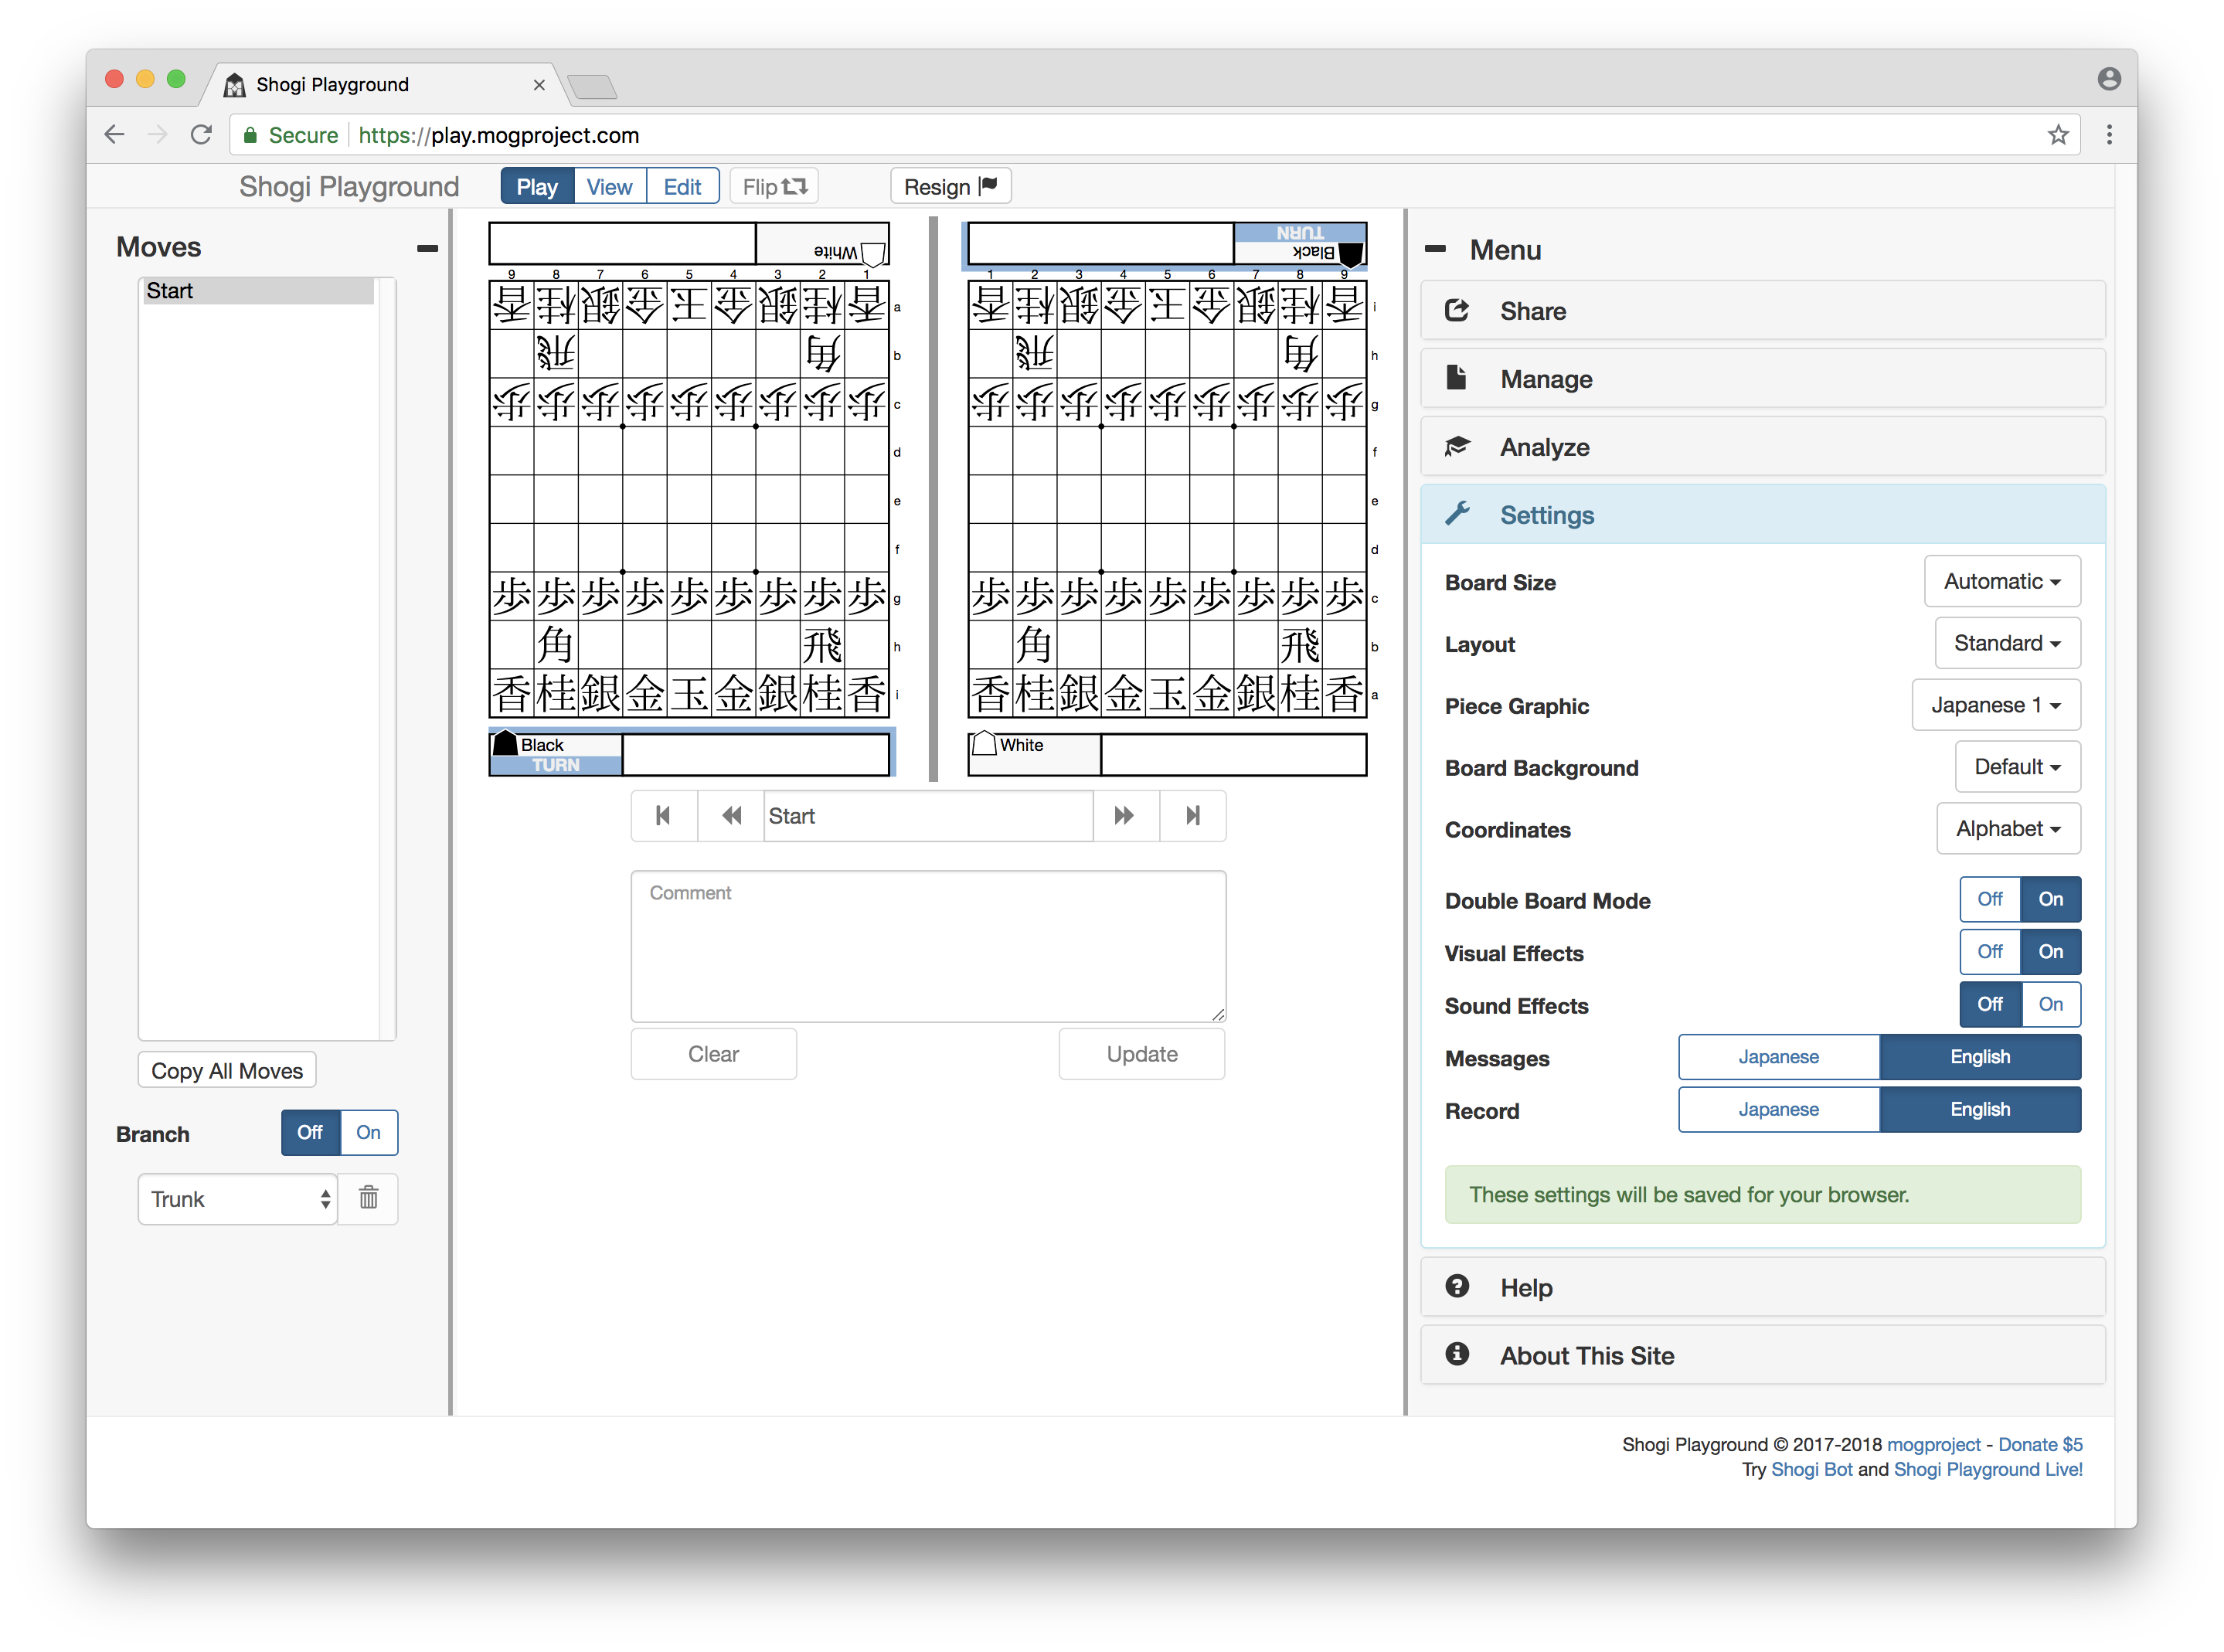 Shogi Playground
Secure https://play.mogproject.com
Shogi Playground Play View Edit Flip Resign
Moves
Start
Copy All Moves
Branch Off On
Trunk
White
9 8 7 6 5 4 3 2 1
香桂銀金玉金銀桂香 a
飛角 b
歩歩歩歩歩歩歩歩歩 c
d
e
f
歩歩歩歩歩歩歩歩歩 g
角飛 h
香桂銀金玉金銀桂香 i
Black
TURN
TURN
Black
1 2 3 4 5 6 7 8 9
香桂銀金玉金銀桂香 i
飛角 h
歩歩歩歩歩歩歩歩歩 g
f
e
d
歩歩歩歩歩歩歩歩歩 c
角飛 b
香桂銀金玉金銀桂香 a
White
Start
Comment
Clear Update
Menu
Share
Manage
Analyze
Settings
Board Size Automatic
Layout Standard
Piece Graphic Japanese 1
Board Background Default
Coordinates Alphabet
Double Board Mode Off On
Visual Effects Off On
Sound Effects Off On
Messages Japanese English
Record Japanese English
These settings will be saved for your browser.
Help
About This Site
Shogi Playground © 2017-2018 mogproject - Donate $5
Try Shogi Bot and Shogi Playground Live!